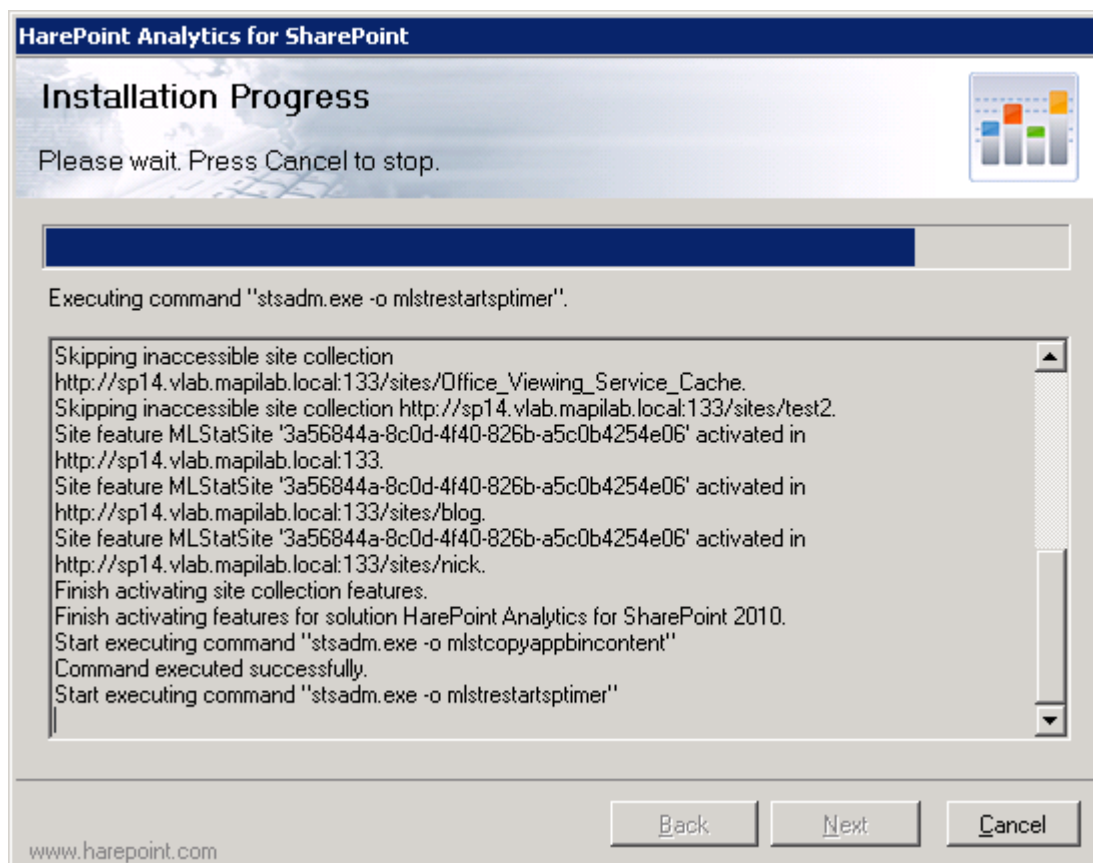 HarePoint Analytics for SharePoint
Installation Progress
Please wait. Press Cancel to stop.
Executing command "stsadm.exe -o mlstrestartsptimer".
Skipping inaccessible site collection
http://sp14.vlab.mapilab.local:133/sites/Office_Viewing_Service_Cache.
Skipping inaccessible site collection http://sp14.vlab.mapilab.local:133/sites/test2.
Site feature MLStatSite '3a56844a-8c0d-4f40-826b-a5c0b4254e06' activated in
http://sp14.vlab.mapilab.local:133.
Site feature MLStatSite '3a56844a-8c0d-4f40-826b-a5c0b4254e06' activated in
http://sp14.vlab.mapilab.local:133/sites/blog.
Site feature MLStatSite '3a56844a-8c0d-4f40-826b-a5c0b4254e06' activated in
http://sp14.vlab.mapilab.local:133/sites/nick.
Finish activating site collection features.
Finish activating features for solution HarePoint Analytics for SharePoint 2010.
Start executing command "stsadm.exe -o mlstcopyappbincontent"
Command executed successfully.
Start executing command "stsadm.exe -o mlstrestartsptimer"
Back Next Cancel
www.harepoint.com